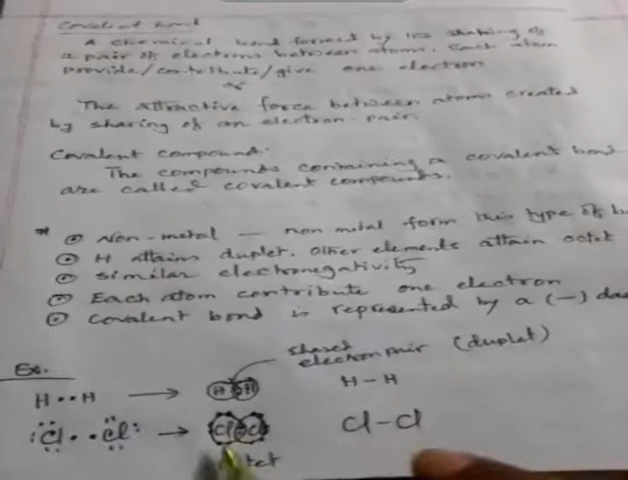 Covalent bond
A chemical bond formed by the sharing of
a pair of electrons between atoms. Each atom
provide/contribute/give one electron
or
The attractive force between atoms created
by sharing of an electron-pair.
Covalent compound:
The compounds containing a covalent bond
are called covalent compounds.
* ⊙ Non-metal — non metal form this type of
⊙ H attains duplet. Other elements attain octet
⊙ Similar electronegativity
⊙ Each atom contribute one electron
⊙ Covalent bond is represented by a (—)
shared
electron pair (duplet)
Ex.
H • • H → H H H – H
Cl • • Cl → Cl Cl Cl – Cl